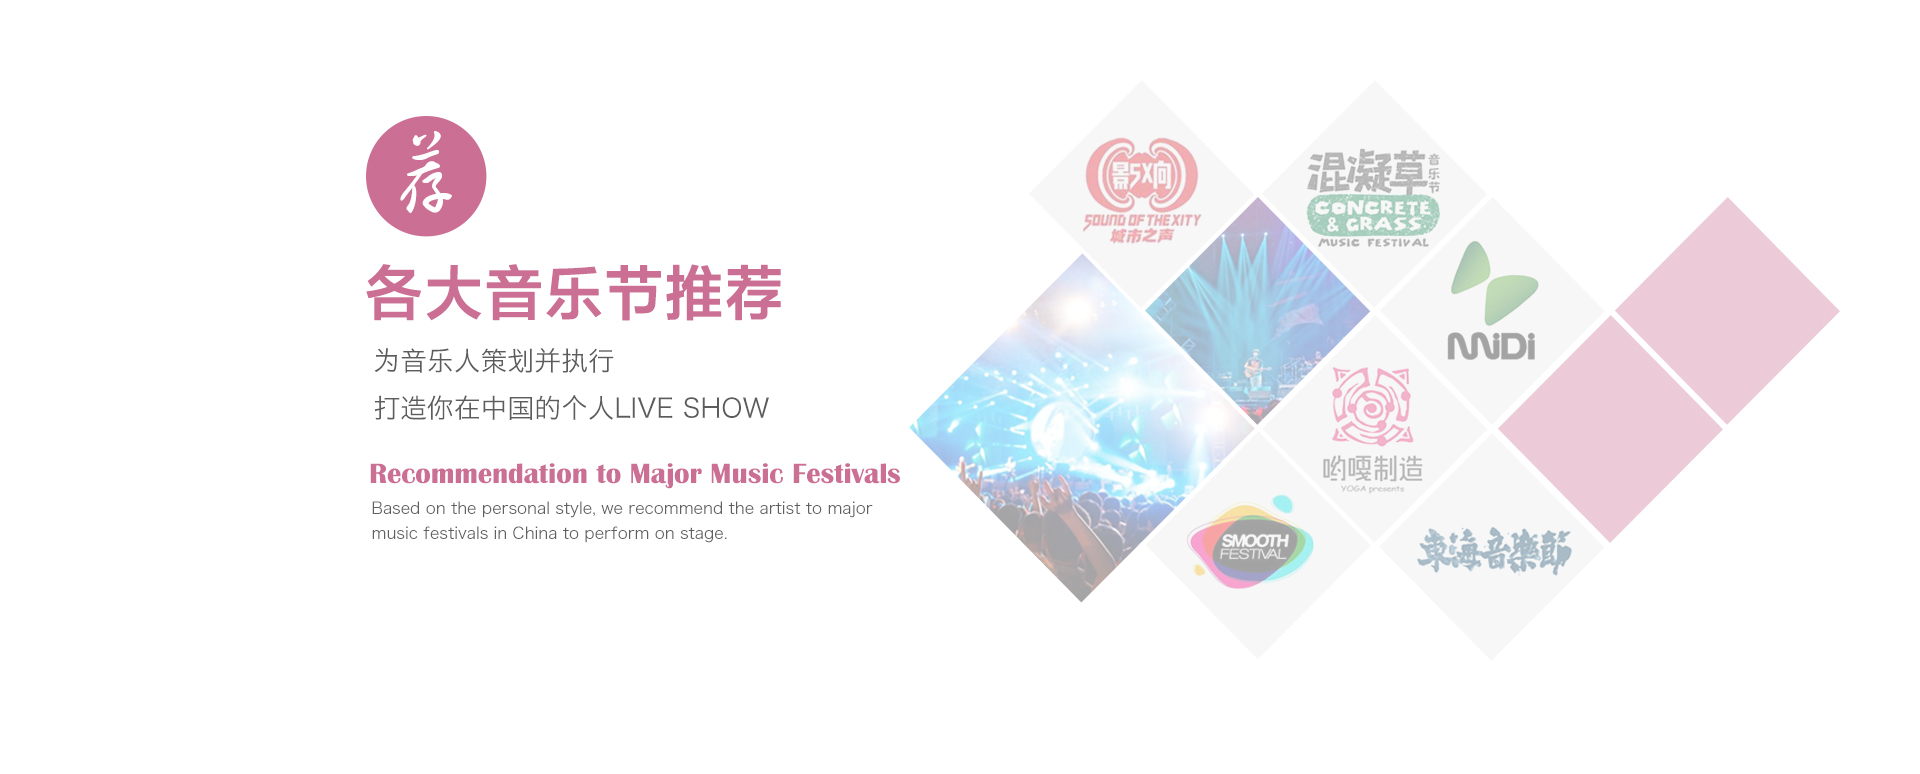 荐
各大音乐节推荐
为音乐人策划并执行
打造你在中国的个人LIVE SHOW
Recommendation to Major Music Festivals
Based on the personal style, we recommend the artist to major
music festivals in China to perform on stage.
SOUND OF THE XITY
城市之声
混凝草
音乐节
CONCRETE
& GRASS
MUSIC FESTIVAL
MiDi
哟嘎制造
YOGA presents
SMOOTH
FESTIVAL
東海音樂節